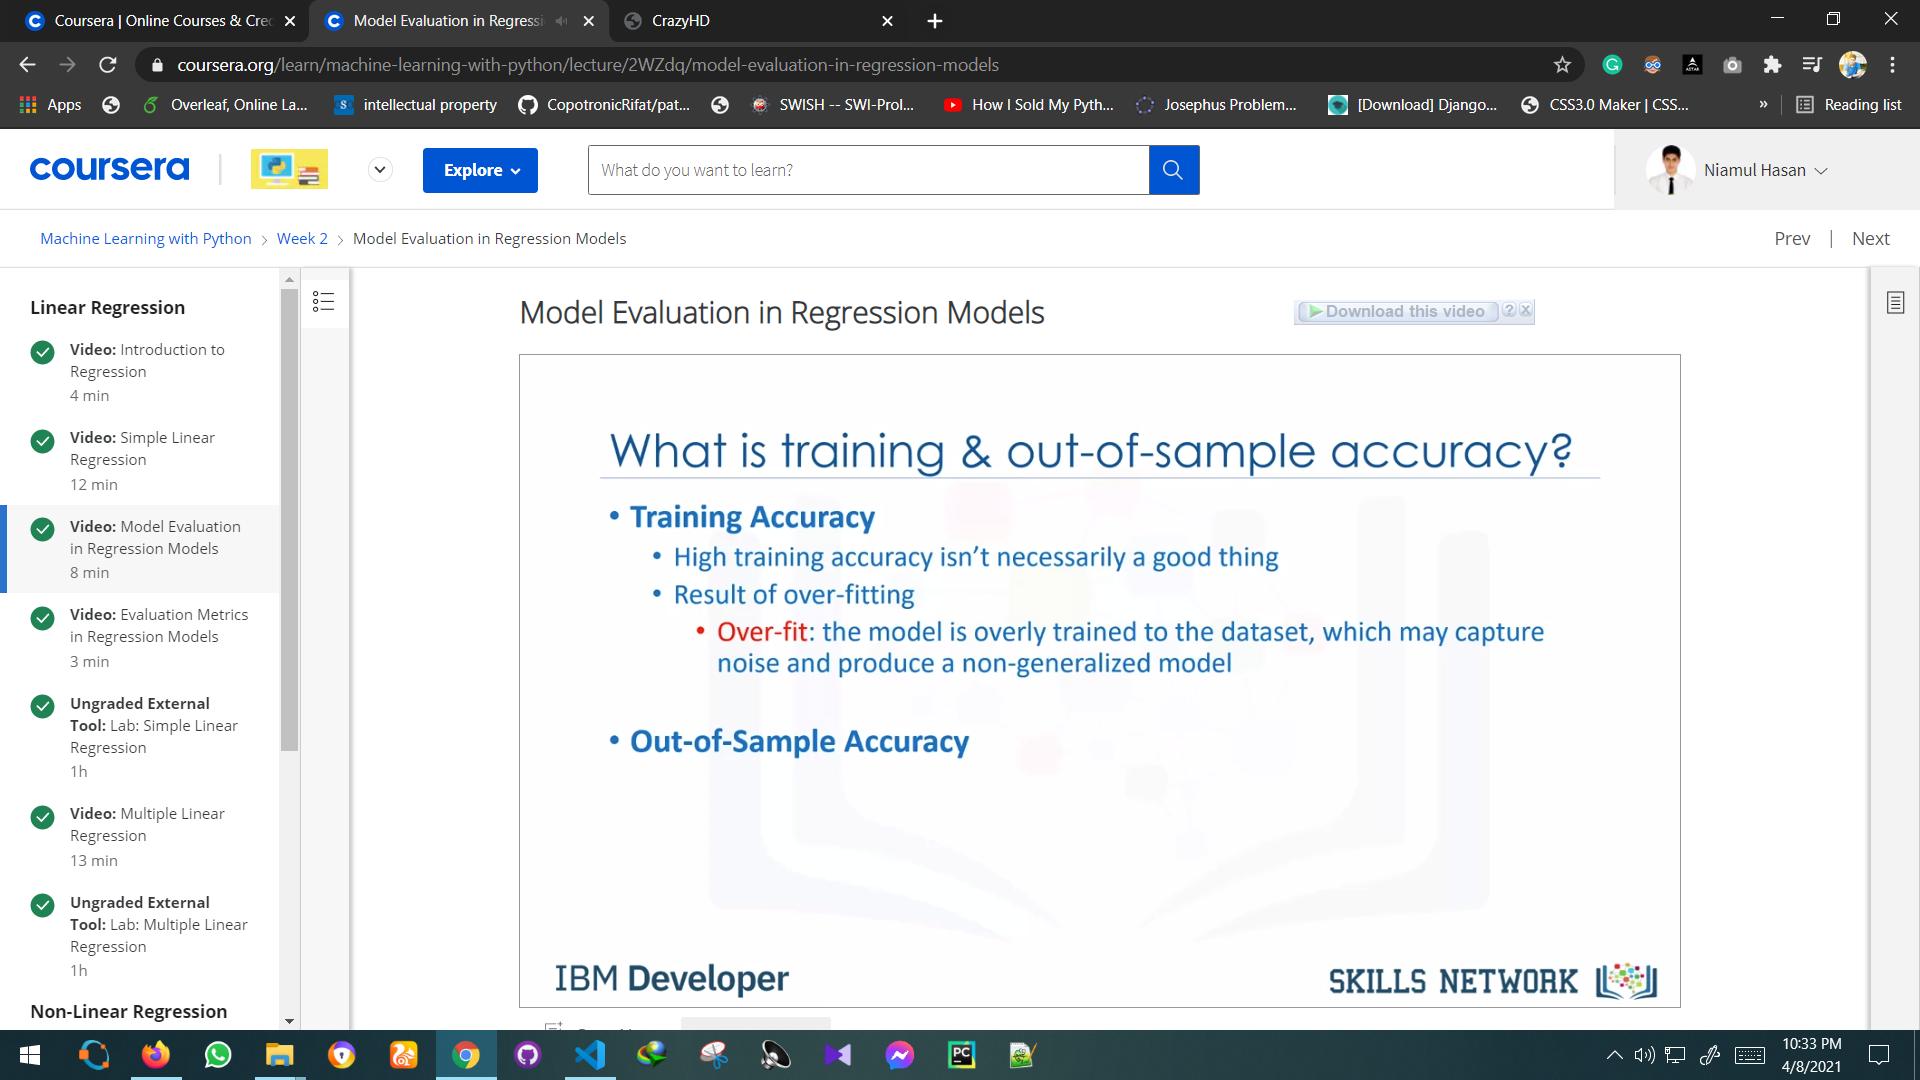 Coursera | Online Courses & Cre
Model Evaluation in Regressi
CrazyHD
coursera.org/learn/machine-learning-with-python/lecture/2WZdq/model-evaluation-in-regression-models
Apps
Overleaf, Online La...
intellectual property
CopotronicRifat/pat...
SWISH -- SWI-Prol...
How I Sold My Pyth...
Josephus Problem...
[Download] Django...
CSS3.0 Maker | CSS...
»
Reading list
coursera
Explore
What do you want to learn?
Niamul Hasan
Machine Learning with Python > Week 2 > Model Evaluation in Regression Models
Prev | Next
Linear Regression
Video: Introduction to
Regression
4 min
Video: Simple Linear
Regression
12 min
Video: Model Evaluation
in Regression Models
8 min
Video: Evaluation Metrics
in Regression Models
3 min
Ungraded External
Tool: Lab: Simple Linear
Regression
1h
Video: Multiple Linear
Regression
13 min
Ungraded External
Tool: Lab: Multiple Linear
Regression
1h
Non-Linear Regression
Model Evaluation in Regression Models
Download this video ? X
What is training & out-of-sample accuracy?
• Training Accuracy
• High training accuracy isn't necessarily a good thing
• Result of over-fitting
• Over-fit: the model is overly trained to the dataset, which may capture
noise and produce a non-generalized model
• Out-of-Sample Accuracy
IBM Developer
SKILLS NETWORK
10:33 PM
4/8/2021